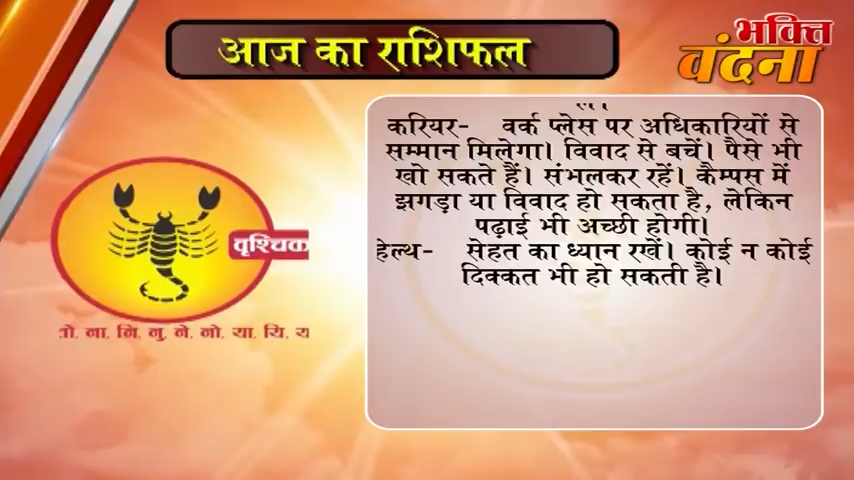 आज का राशिफल
भक्ति
वंदना
करियर- वर्क प्लेस पर अधिकारियों से
सम्मान मिलेगा। विवाद से बचें। पैसे भी
खो सकते हैं। संभलकर रहें। कैम्पस में
झगड़ा या विवाद हो सकता है, लेकिन
पढ़ाई भी अच्छी होगी।
हेल्थ- सेहत का ध्यान रखें। कोई न कोई
दिक्कत भी हो सकती है।
वृश्चिक
ना. नि. नु. ने. नो. या. यि.